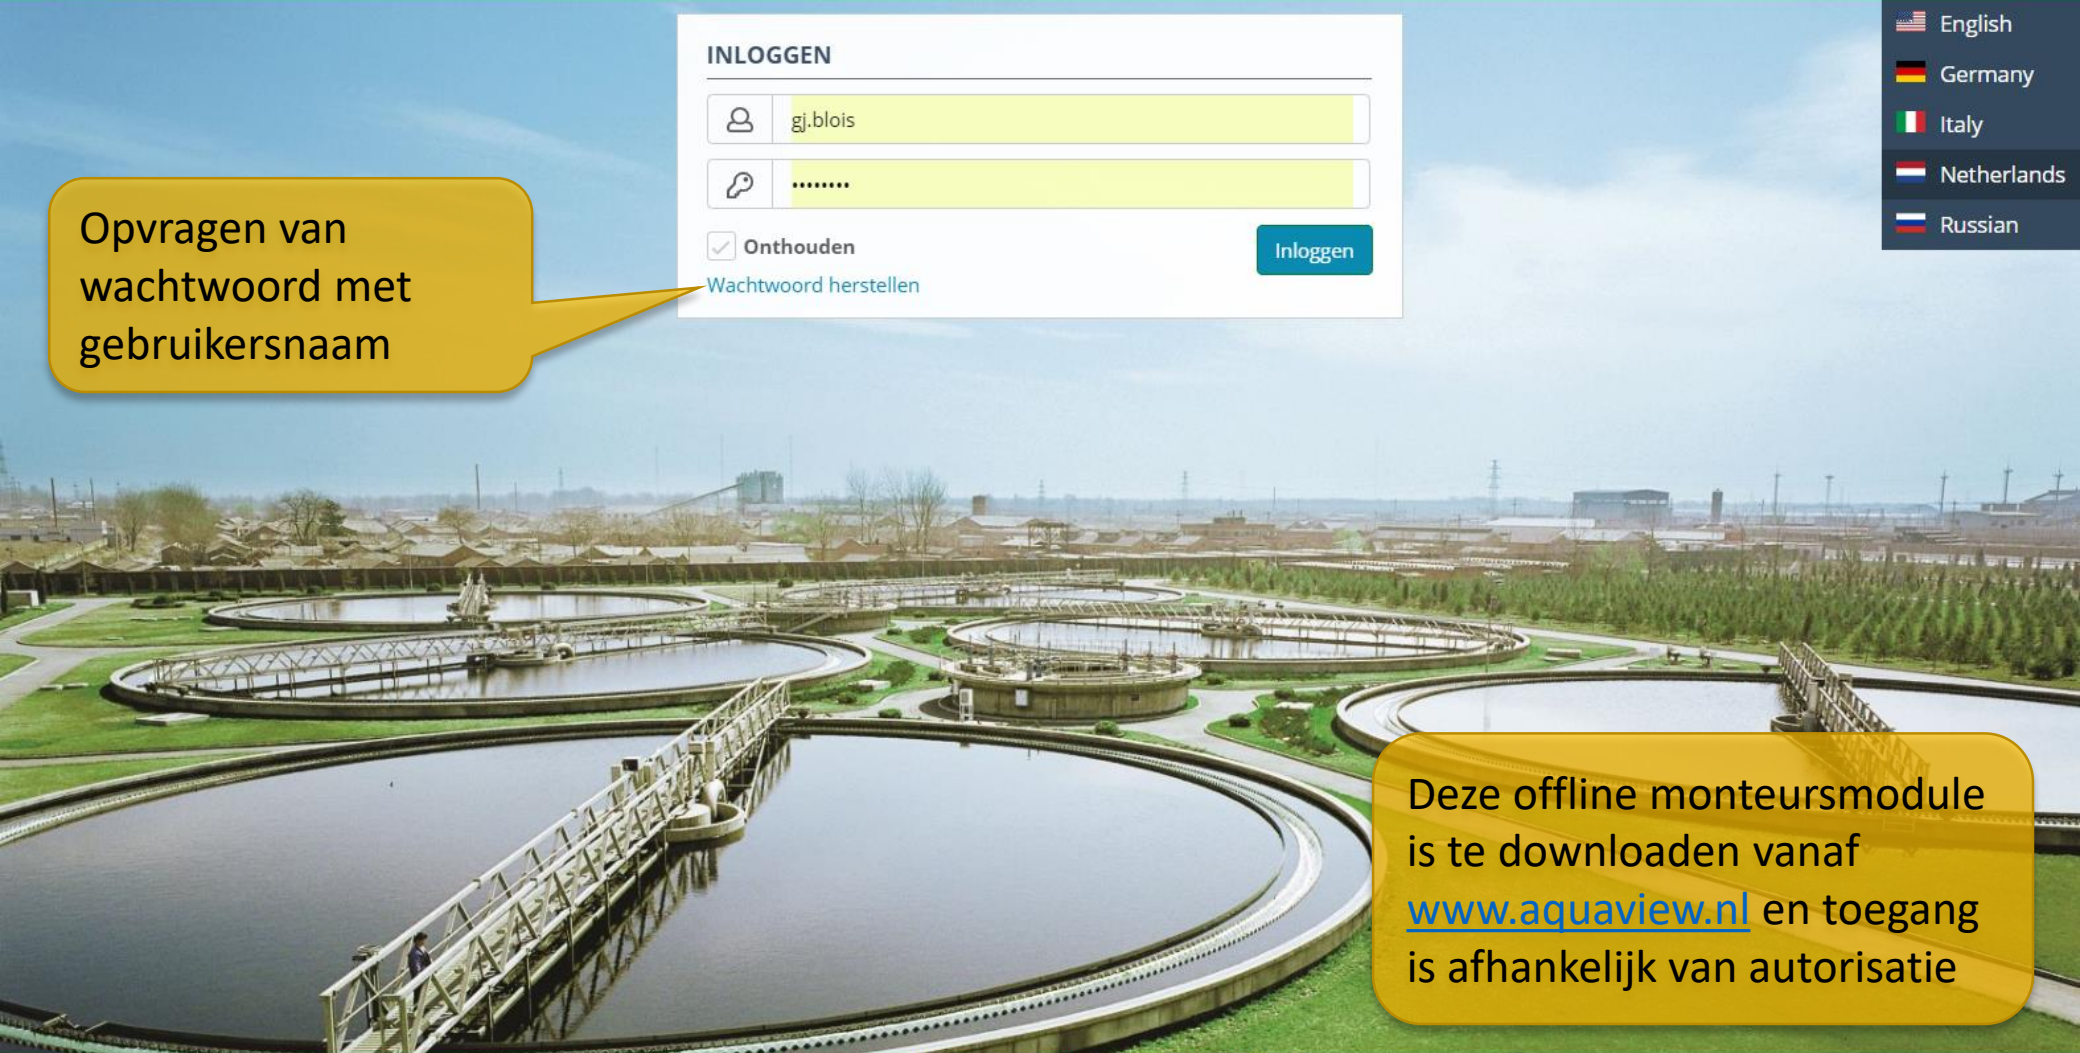 INLOGGEN
gj.blois
••••••••
Onthouden
Inloggen
Wachtwoord herstellen
English
Germany
Italy
Netherlands
Russian
Opvragen van
wachtwoord met
gebruikersnaam
Deze offline monteursmodule
is te downloaden vanaf
www.aquaview.nl en toegang
is afhankelijk van autorisatie